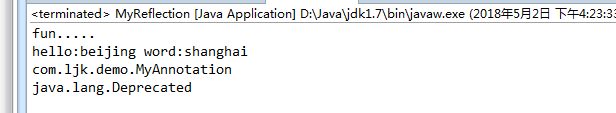 <terminated> MyReflection [Java Application] D:\Java\jdk1.7\bin\javaw.exe (2018年5月2日 下午4:23:33
fun.....
hello:beijing word:shanghai
com.ljk.demo.MyAnnotation
java.lang.Deprecated